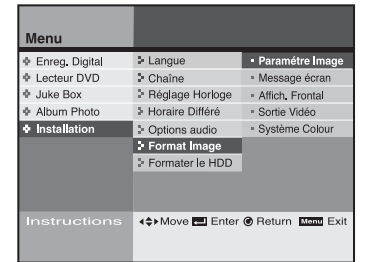 Menu
Enreg. Digital
Lecteur DVD
Juke Box
Album Photo
Installation
Langue
Chaîne
Réglage Horloge
Horaire Différé
Options audio
Format Image
Formater le HDD
Paramétre Image
Message écran
Affich. Frontal
Sortie Vidéo
Système Colour
Instructions
Move Enter Return Menu Exit